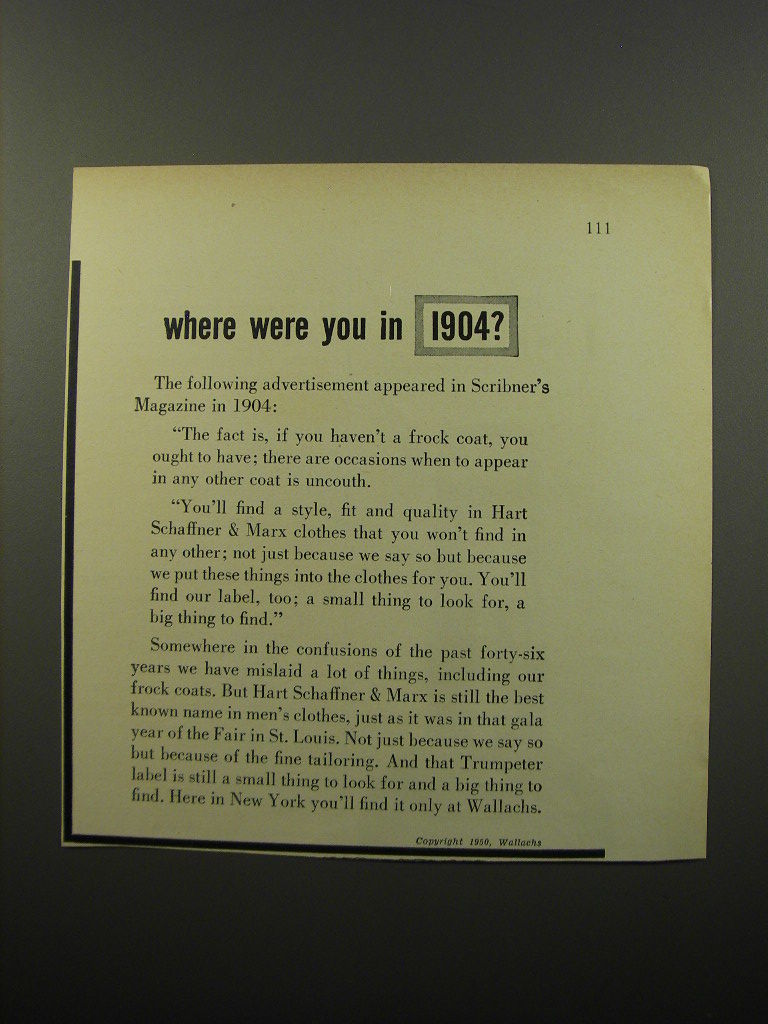 111
where were you in 1904?
The following advertisement appeared in Scribner's
Magazine in 1904:
"The fact is, if you haven't a frock coat, you
ought to have; there are occasions when to appear
in any other coat is uncouth.
"You'll find a style, fit and quality in Hart
Schaffner & Marx clothes that you won't find in
any other; not just because we say so but because
we put these things into the clothes for you. You'll
find our label, too; a small thing to look for, a
big thing to find."
Somewhere in the confusions of the past forty-six
years we have mislaid a lot of things, including our
frock coats. But Hart Schaffner & Marx is still the best
known name in men's clothes, just as it was in that gala
year of the Fair in St. Louis. Not just because we say so
but because of the fine tailoring. And that Trumpeter
label is still a small thing to look for and a big thing to
find. Here in New York you'll find it only at Wallachs.
Copyright 1950, Wallachs